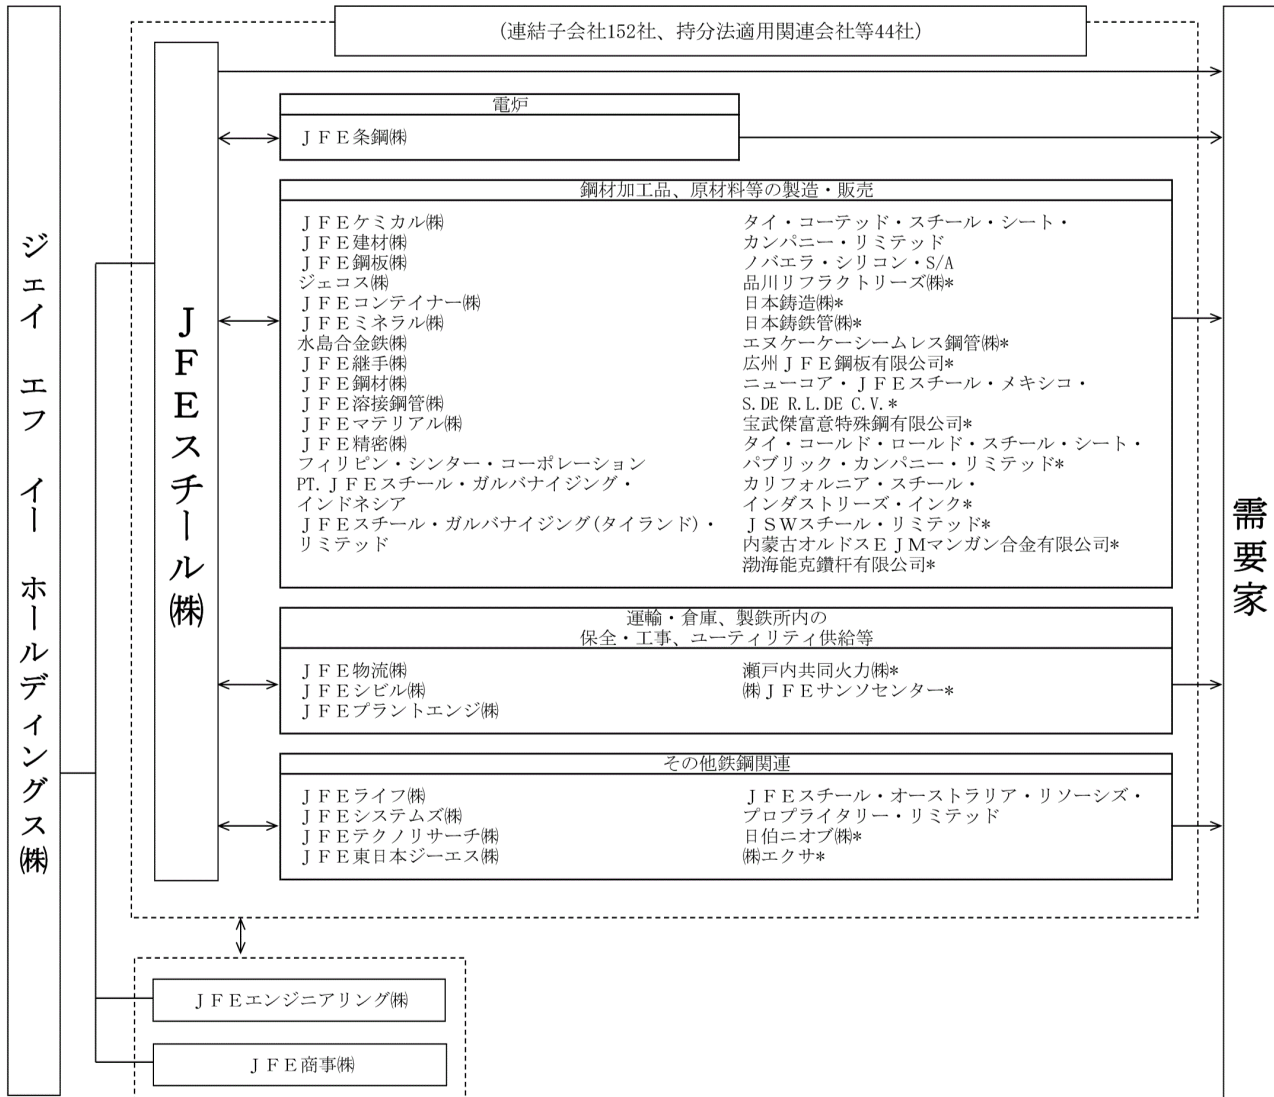 (連結子会社152社、持分法適用関連会社等44社)
ジェイ エフ イー ホールディングス㈱
ＪＦＥスチール㈱
電炉
ＪＦＥ条鋼㈱
鋼材加工品、原材料等の製造・販売
ＪＦＥケミカル㈱
ＪＦＥ建材㈱
ＪＦＥ鋼板㈱
ジェコス㈱
ＪＦＥコンテイナー㈱
ＪＦＥミネラル㈱
水島合金鉄㈱
ＪＦＥ継手㈱
ＪＦＥ鋼材㈱
ＪＦＥ溶接鋼管㈱
ＪＦＥマテリアル㈱
ＪＦＥ精密㈱
フィリピン・シンター・コーポレーション
PT.ＪＦＥスチール・ガルバナイジング・
インドネシア
ＪＦＥスチール・ガルバナイジング(タイランド)・
リミテッド
タイ・コーテッド・スチール・シート・
カンパニー・リミテッド
ノバエラ・シリコン・S/A
品川リフラクトリーズ㈱*
日本鋳造㈱*
日本鋳鉄管㈱*
エヌケーケーシームレス鋼管㈱*
広州ＪＦＥ鋼板有限公司*
ニューコア・ＪＦＥスチール・メキシコ・
S.DE R.L.DE C.V.*
宝武傑富意特殊鋼有限公司*
タイ・コールド・ロールド・スチール・シート・
パブリック・カンパニー・リミテッド*
カリフォルニア・スチール・
インダストリーズ・インク*
ＪＳＷスチール・リミテッド*
内蒙古オルドスＥＪＭマンガン合金有限公司*
渤海能克鑽杆有限公司*
運輸・倉庫、製鉄所内の
保全・工事、ユーティリティ供給等
ＪＦＥ物流㈱
ＪＦＥシビル㈱
ＪＦＥプラントエンジ㈱
瀬戸内共同火力㈱*
㈱ＪＦＥサンソセンター*
その他鉄鋼関連
ＪＦＥライフ㈱
ＪＦＥシステムズ㈱
ＪＦＥテクノリサーチ㈱
ＪＦＥ東日本ジーエス㈱
ＪＦＥスチール・オーストラリア・リソーシズ・
プロプライタリー・リミテッド
日伯ニオブ㈱*
㈱エクサ*
需要家
ＪＦＥエンジニアリング㈱
ＪＦＥ商事㈱